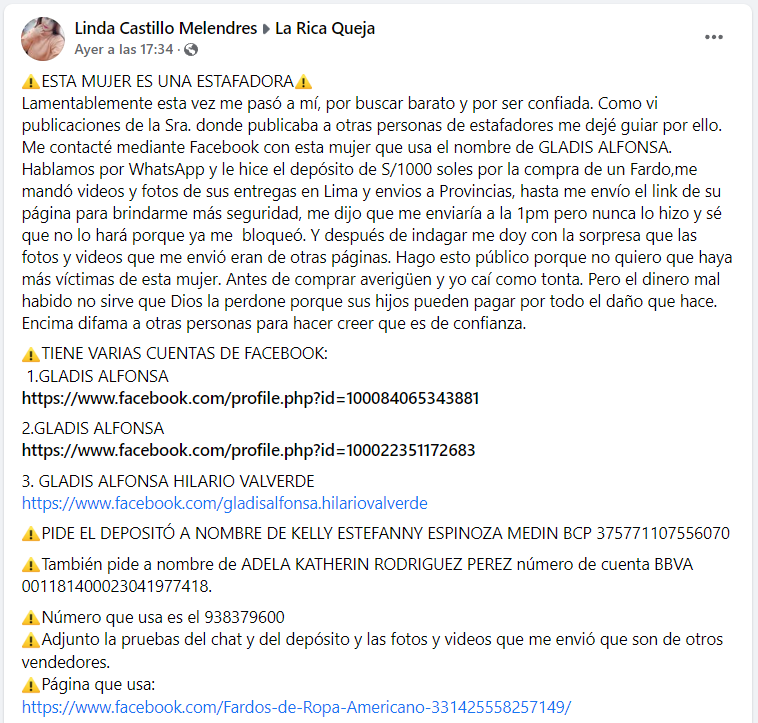 Linda Castillo Melendres ▸ La Rica Queja
Ayer a las 17:34 ·
⚠️ESTA MUJER ES UNA ESTAFADORA⚠️
Lamentablemente esta vez me pasó a mí, por buscar barato y por ser confiada. Como vi
publicaciones de la Sra. donde publicaba a otras personas de estafadores me dejé guiar por ello.
Me contacté mediante Facebook con esta mujer que usa el nombre de GLADIS ALFONSA.
Hablamos por WhatsApp y le hice el depósito de S/1000 soles por la compra de un Fardo,me
mandó videos y fotos de sus entregas en Lima y envios a Provincias, hasta me envío el link de su
página para brindarme más seguridad, me dijo que me enviaría a la 1pm pero nunca lo hizo y sé
que no lo hará porque ya me  bloqueó. Y después de indagar me doy con la sorpresa que las
fotos y videos que me envió eran de otras páginas. Hago esto público porque no quiero que haya
más víctimas de esta mujer. Antes de comprar averigüen y yo caí como tonta. Pero el dinero mal
habido no sirve que Dios la perdone porque sus hijos pueden pagar por todo el daño que hace.
Encima difama a otras personas para hacer creer que es de confianza.
⚠️TIENE VARIAS CUENTAS DE FACEBOOK:
1.GLADIS ALFONSA
https://www.facebook.com/profile.php?id=100084065343881
2.GLADIS ALFONSA
https://www.facebook.com/profile.php?id=100022351172683
3. GLADIS ALFONSA HILARIO VALVERDE
https://www.facebook.com/gladisalfonsa.hilariovalverde
⚠️PIDE EL DEPOSITÓ A NOMBRE DE KELLY ESTEFANNY ESPINOZA MEDIN BCP 375771107556070
⚠️También pide a nombre de ADELA KATHERIN RODRIGUEZ PEREZ número de cuenta BBVA
001181400023041977418.
⚠️Número que usa es el 938379600
⚠️Adjunto la pruebas del chat y del depósito y las fotos y videos que me envió que son de otros
vendedores.
⚠️Página que usa:
https://www.facebook.com/Fardos-de-Ropa-Americano-331425558257149/